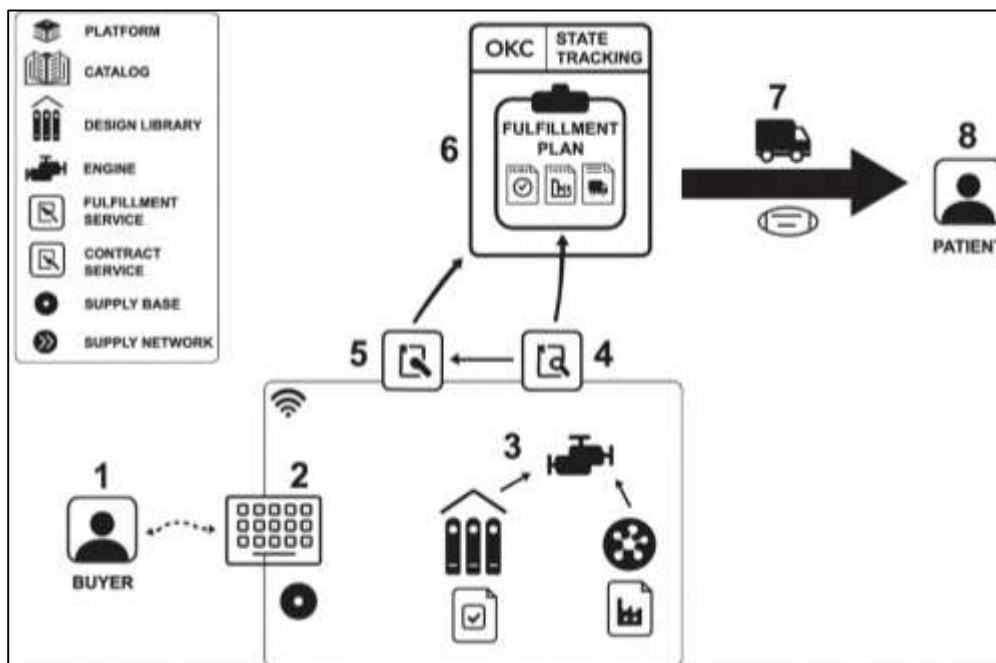 PLATFORM
CATALOG
DESIGN LIBRARY
ENGINE
FULFILLMENT
SERVICE
CONTRACT
SERVICE
SUPPLY BASE
SUPPLY NETWORK
OKC
STATE
TRACKING
FULFILLMENT
PLAN
6
7
8
PATIENT
5
4
3
1
2
BUYER